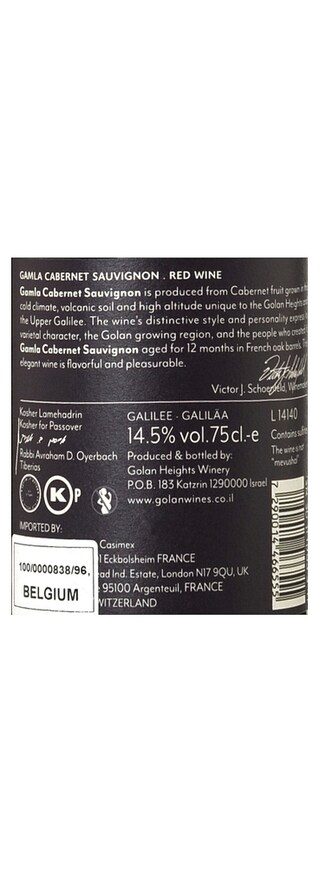 GAMLA CABERNET SAUVIGNON . RED WINE
Gamla Cabernet Sauvignon is produced from Cabernet fruit grown in
cold climate, volcanic soil and high altitude unique to the Golan Heights
the Upper Galilee. The wine's distinctive style and personality express
varietal character, the Golan growing region, and the people who created
Gamla Cabernet Sauvignon aged for 12 months in French oak barrels.
elegant wine is flavorful and pleasurable.
Victor J. Schoenfeld,
Kosher Lamehadrin
Kosher for Passover
Rabbi Avraham D. Oyerbach
Tiberias
K P
IMPORTED BY:
GALILEE · GALILÄA
14.5% vol.75cl.-e
Produced & bottled by:
Golan Heights Winery
P.O.B. 183 Katzrin 1290000 Israel
www.golanwines.co.il
L 14140
Contains
The wine is not
"mevushal"
Casimex
Eckbolsheim FRANCE
Ind. Estate, London N17 9QU, UK
95100 Argenteuil, FRANCE
WITZERLAND
100/0000838/96,
BELGIUM